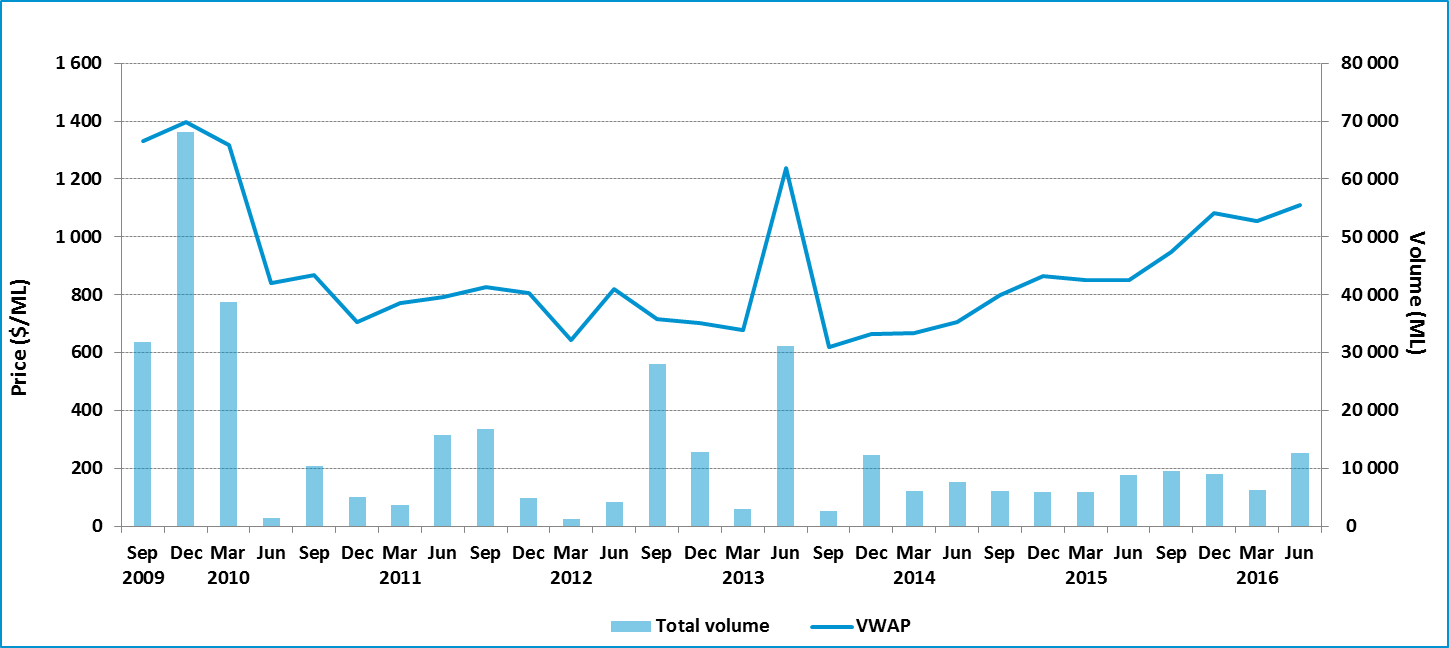 1 600 80 000
1 400 70 000
1 200 60 000
1 000 50 000
800 40 000
600 30 000
400 20 000
200 10 000
0 0
Price ($/ML)
Volume (ML)
Sep Dec Mar Jun Sep Dec Mar Jun Sep Dec Mar Jun Sep Dec Mar Jun Sep Dec Mar Jun Sep Dec Mar Jun Sep Dec Mar Jun
2009 2010 2011 2012 2013 2014 2015 2016
Total volume VWAP